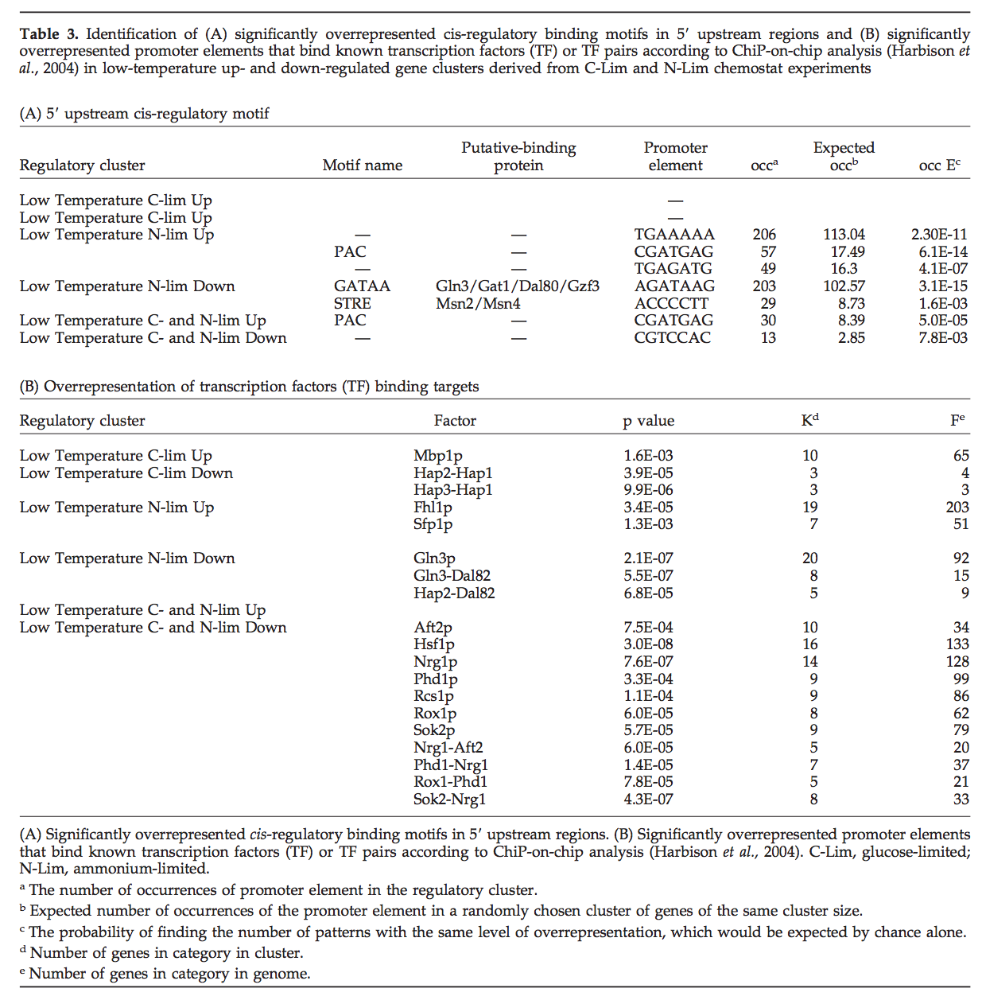 Table 3. Identification of (A) significantly overrepresented cis-regulatory binding motifs in 5′ upstream regions and (B) significantly
overrepresented promoter elements that bind known transcription factors (TF) or TF pairs according to ChiP-on-chip analysis (Harbison et
al., 2004) in low-temperature up- and down-regulated gene clusters derived from C-Lim and N-Lim chemostat experiments
(A) 5′ upstream cis-regulatory motif
Regulatory cluster Motif name Putative-binding protein Promoter element occᵃ Expected occᵇ occ Eᶜ
Low Temperature C-lim Up —
Low Temperature C-lim Up —
Low Temperature N-lim Up — — TGAAAAA 206 113.04 2.30E-11
PAC — CGATGAG 57 17.49 6.1E-14
— — TGAGATG 49 16.3 4.1E-07
Low Temperature N-lim Down GATAA Gln3/Gat1/Dal80/Gzf3 AGATAAG 203 102.57 3.1E-15
STRE Msn2/Msn4 ACCCCTT 29 8.73 1.6E-03
Low Temperature C- and N-lim Up PAC — CGATGAG 30 8.39 5.0E-05
Low Temperature C- and N-lim Down — — CGTCCAC 13 2.85 7.8E-03
(B) Overrepresentation of transcription factors (TF) binding targets
Regulatory cluster Factor p value Kᵈ Fᵉ
Low Temperature C-lim Up Mbp1p 1.6E-03 10 65
Low Temperature C-lim Down Hap2-Hap1 3.9E-05 3 4
Hap3-Hap1 9.9E-06 3 3
Low Temperature N-lim Up Fhl1p 3.4E-05 19 203
Sfp1p 1.3E-03 7 51
Low Temperature N-lim Down Gln3p 2.1E-07 20 92
Gln3-Dal82 5.5E-07 8 15
Hap2-Dal82 6.8E-05 5 9
Low Temperature C- and N-lim Up
Low Temperature C- and N-lim Down Aft2p 7.5E-04 10 34
Hsf1p 3.0E-08 16 133
Nrg1p 7.6E-07 14 128
Phd1p 3.3E-04 9 99
Rcs1p 1.1E-04 9 86
Rox1p 6.0E-05 8 62
Sok2p 5.7E-05 9 79
Nrg1-Aft2 6.0E-05 5 20
Phd1-Nrg1 1.4E-05 7 37
Rox1-Phd1 7.8E-05 5 21
Sok2-Nrg1 4.3E-07 8 33
(A) Significantly overrepresented cis-regulatory binding motifs in 5′ upstream regions. (B) Significantly overrepresented promoter elements
that bind known transcription factors (TF) or TF pairs according to ChiP-on-chip analysis (Harbison et al., 2004). C-Lim, glucose-limited;
N-Lim, ammonium-limited.
ᵃ The number of occurrences of promoter element in the regulatory cluster.
ᵇ Expected number of occurrences of the promoter element in a randomly chosen cluster of genes of the same cluster size.
ᶜ The probability of finding the number of patterns with the same level of overrepresentation, which would be expected by chance alone.
ᵈ Number of genes in category in cluster.
ᵉ Number of genes in category in genome.